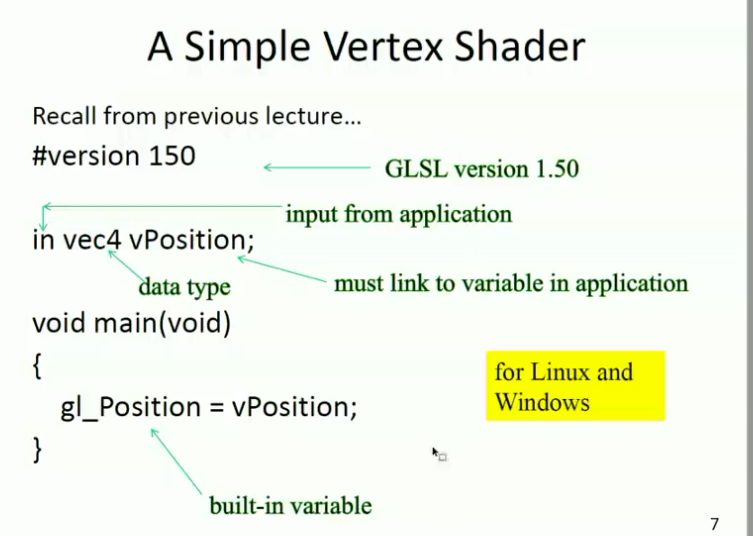 A Simple Vertex Shader
Recall from previous lecture...
#version 150
GLSL version 1.50
input from application
in vec4 vPosition;
data type
must link to variable in application
void main(void)
{
gl_Position = vPosition;
}
for Linux and
Windows
built-in variable
7